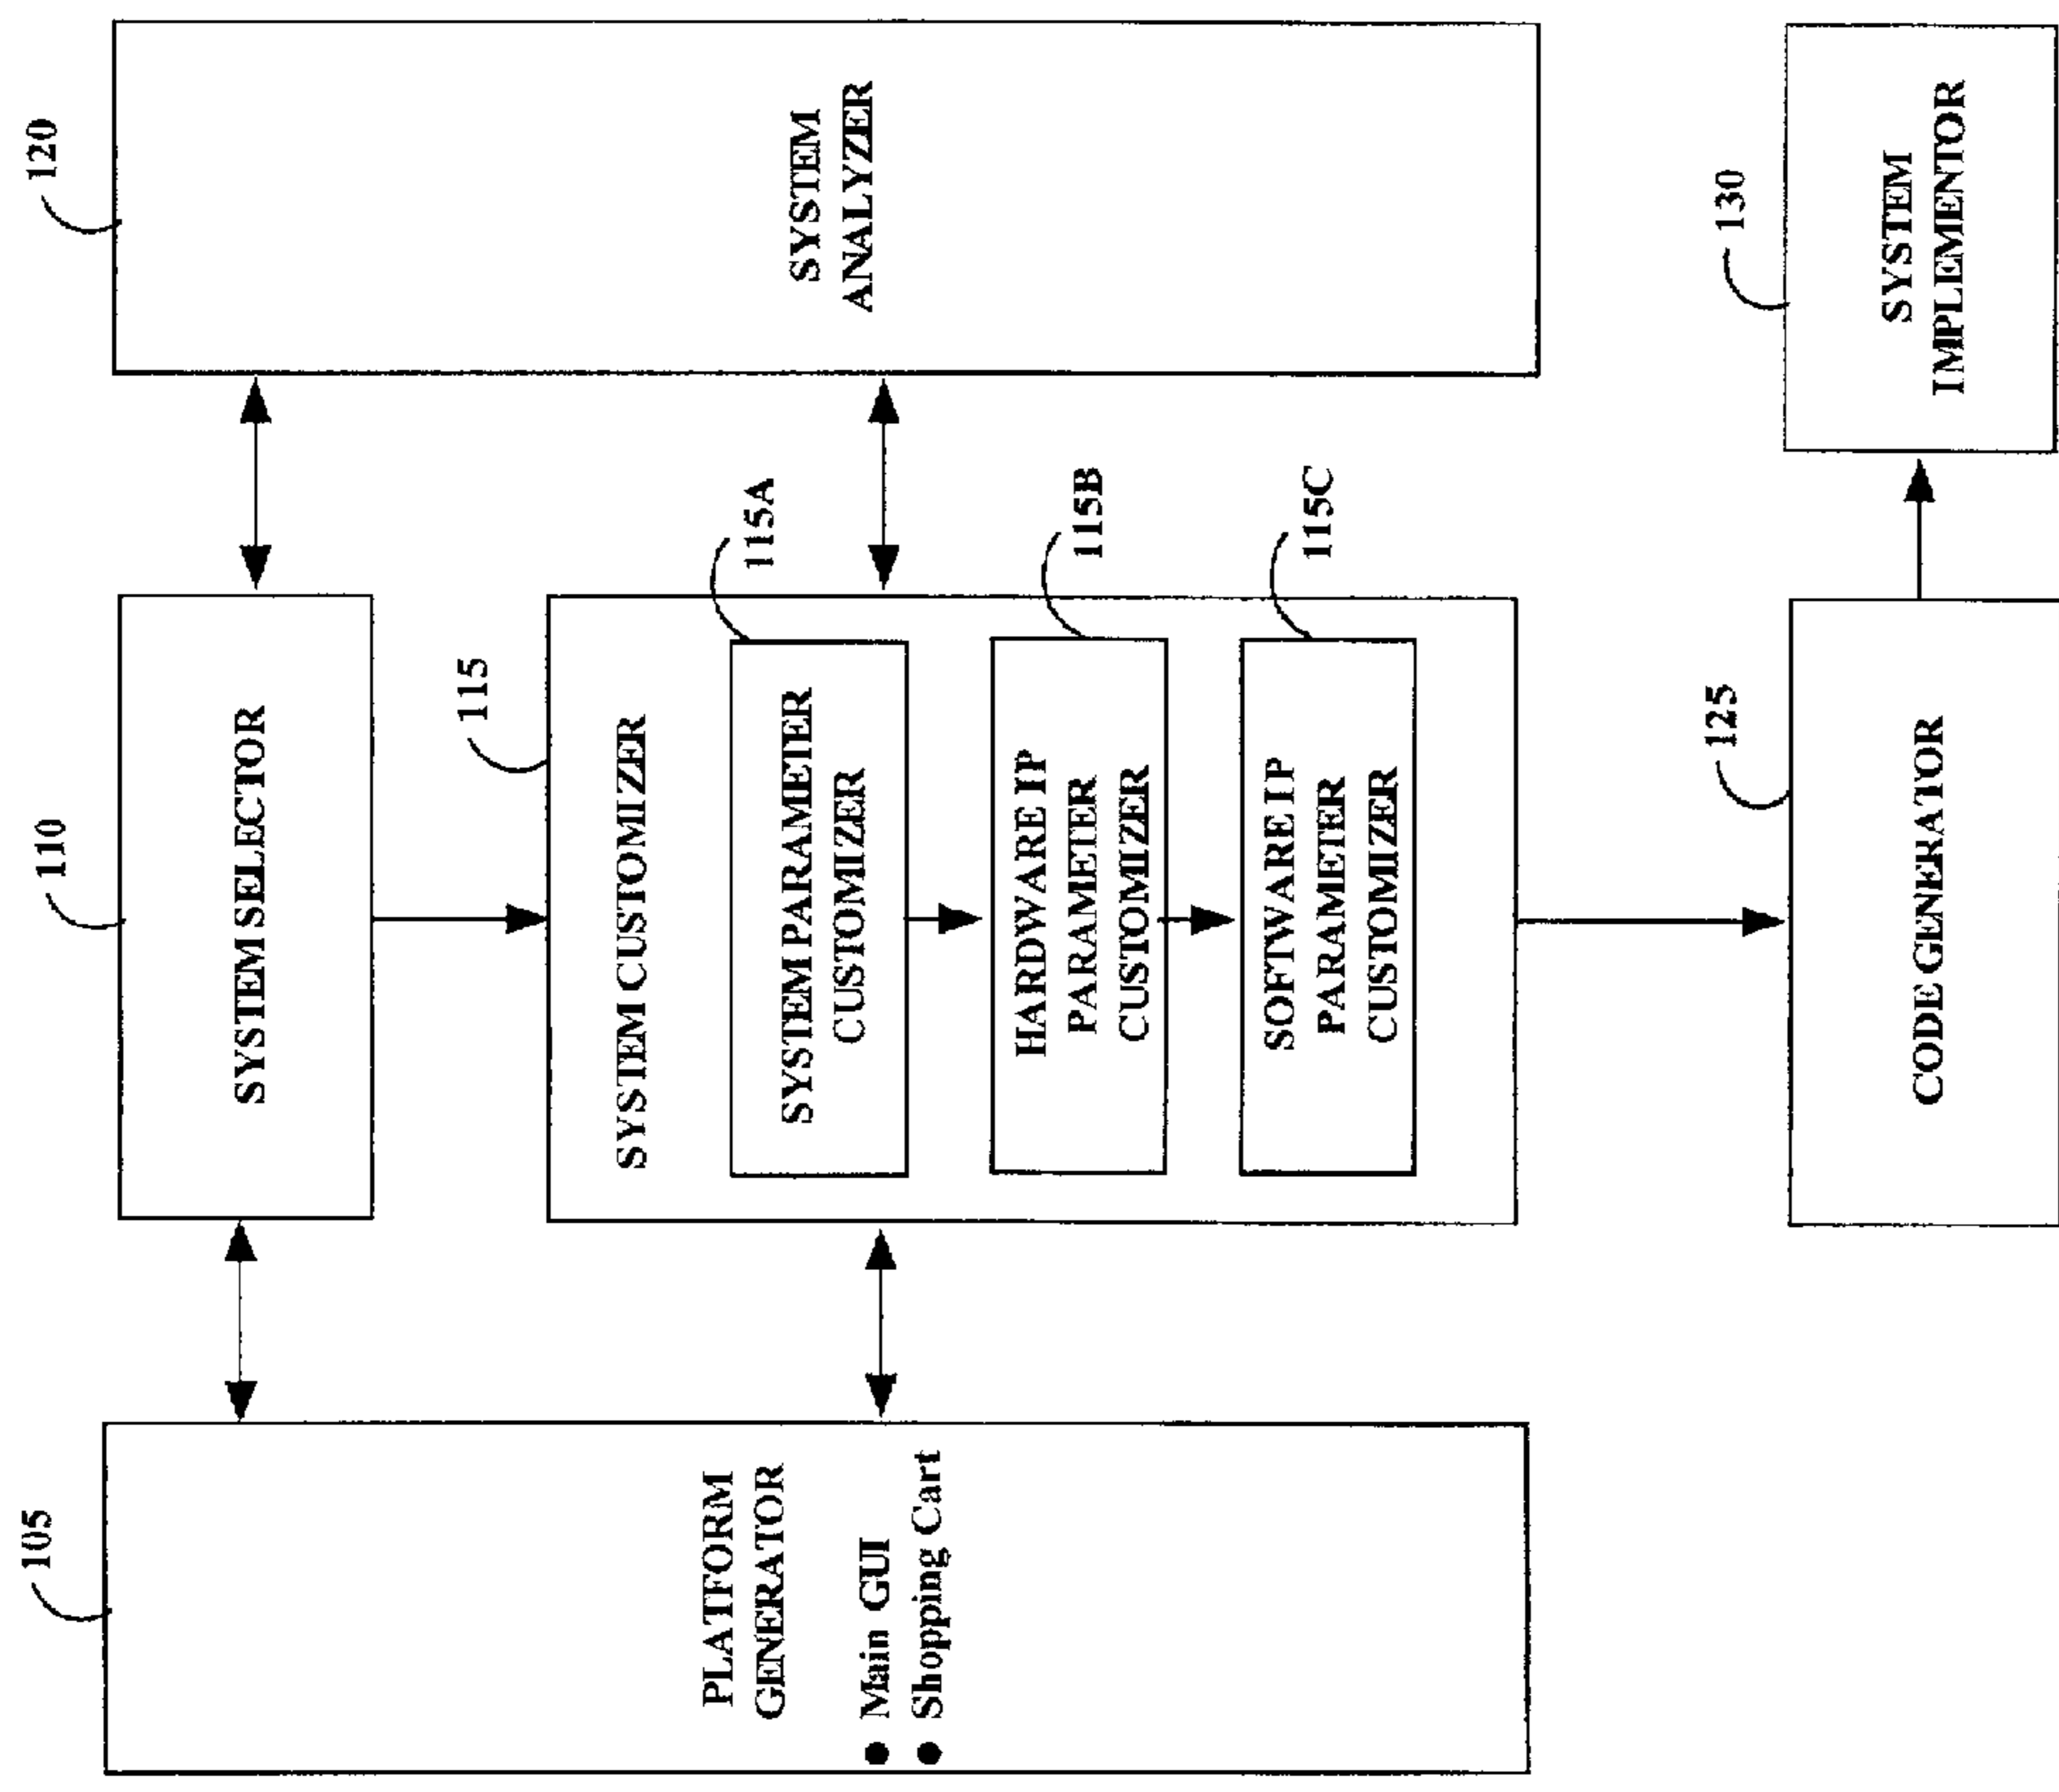 105
PLATFORM
GENERATOR
● Main GUI
● Shopping Cart
110
SYSTEM SELECTOR
115
SYSTEM CUSTOMIZER
115A
SYSTEM PARAMETER
CUSTOMIZER
115B
HARDWARE IP
PARAMETER
CUSTOMIZER
115C
SOFTWARE IP
PARAMETER
CUSTOMIZER
120
SYSTEM
ANALYZER
125
CODE GENERATOR
130
SYSTEM
IMPLEMENTOR